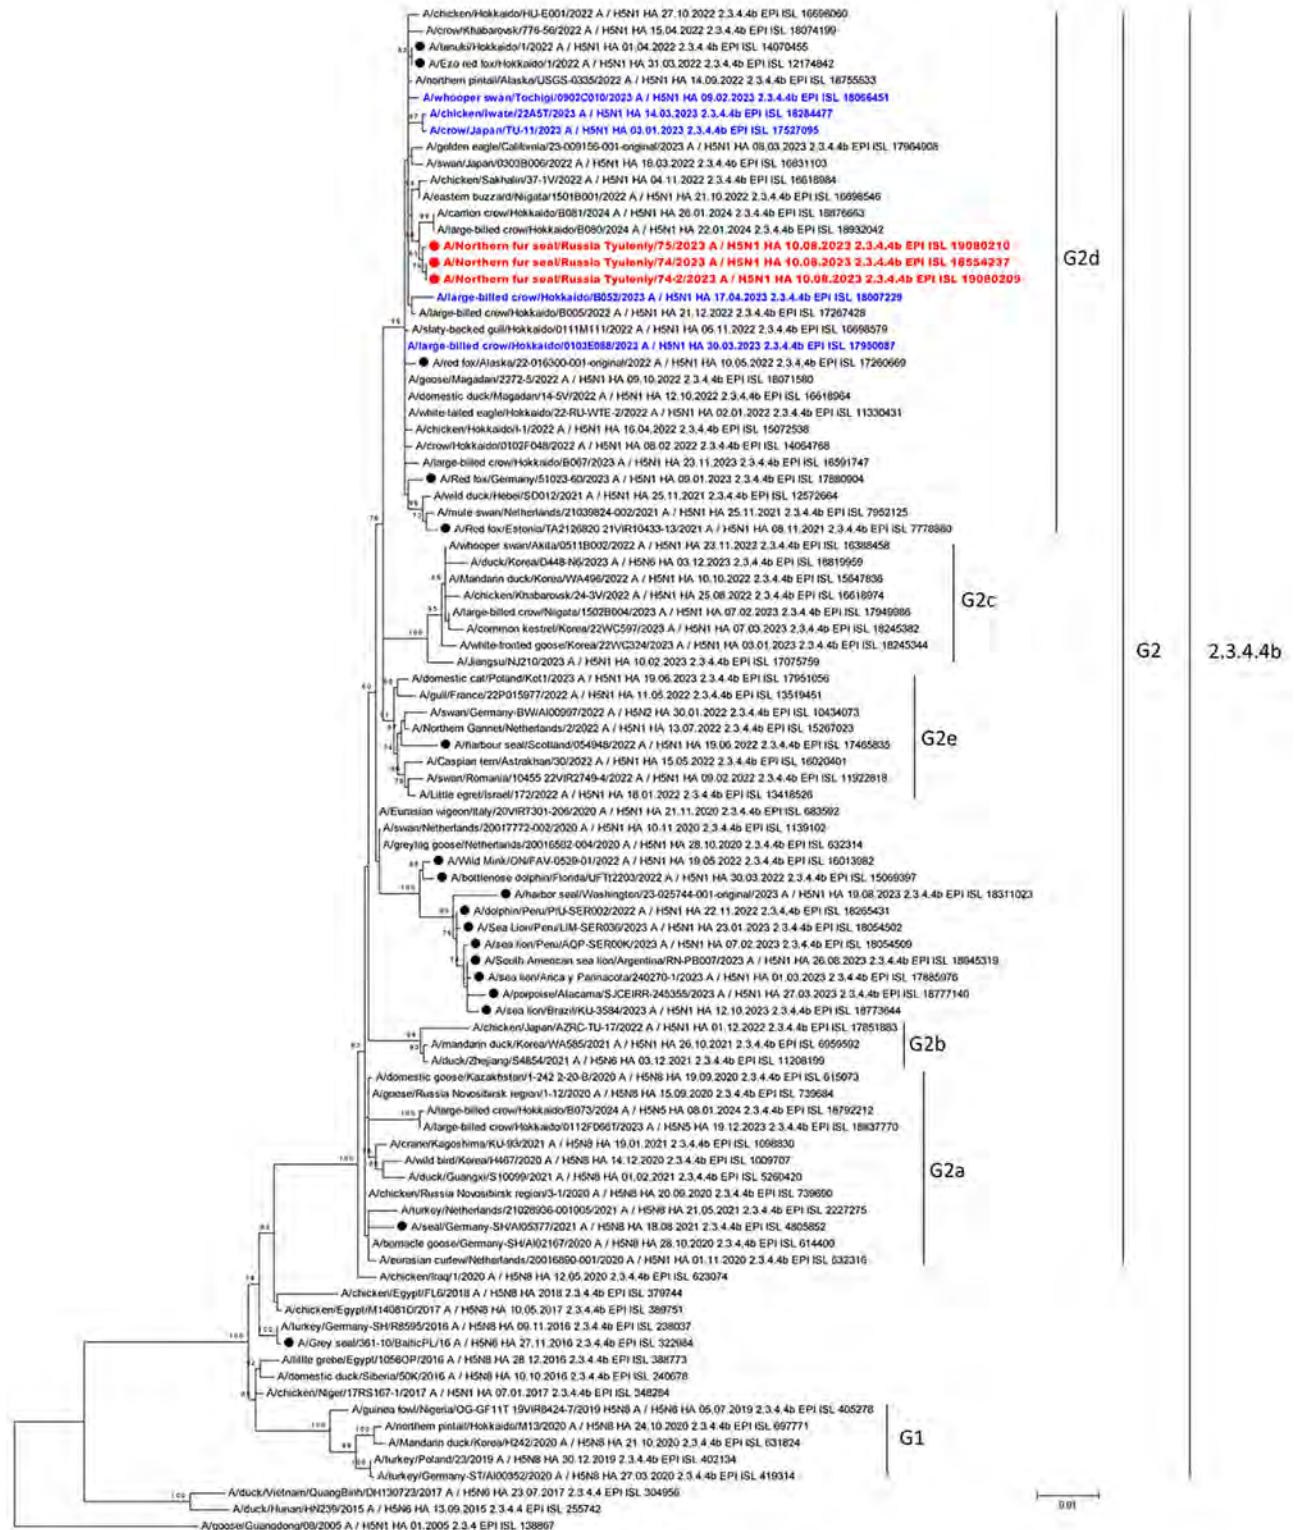 A/chicken/Hokkaido/HU-E001/2022 A / H5N1 HA 27.10.2022 2.3.4.4b EPI ISL 16698060
A/crow/Khabarovsk/776-56/2022 A / H5N1 HA 15.04.2022 2.3.4.4b EPI ISL 18074199
A/tanuki/Hokkaido/1/2022 A / H5N1 HA 01.04.2022 2.3.4.4b EPI ISL 14070455
A/Ezo red fox/Hokkaido/1/2022 A / H5N1 HA 31.03.2022 2.3.4.4b EPI ISL 12174842
A/northern pintail/Alaska/USGS-0335/2022 A / H5N1 HA 14.09.2022 2.3.4.4b EPI ISL 18755533
A/whooper swan/Tochigi/0902C010/2023 A / H5N1 HA 09.02.2023 2.3.4.4b EPI ISL 18066451
A/chicken/Iwate/22A5T/2023 A / H5N1 HA 14.03.2023 2.3.4.4b EPI ISL 18284477
A/crow/Japan/TU-11/2023 A / H5N1 HA 03.01.2023 2.3.4.4b EPI ISL 17527095
A/golden eagle/California/23-009156-001-original/2023 A / H5N1 HA 08.03.2023 2.3.4.4b EPI ISL 17964908
A/swan/Japan/0303B006/2022 A / H5N1 HA 18.03.2022 2.3.4.4b EPI ISL 16831103
A/chicken/Sakhalin/37-1V/2022 A / H5N1 HA 04.11.2022 2.3.4.4b EPI ISL 16618984
A/eastern buzzard/Niigata/1501B001/2022 A / H5N1 HA 21.10.2022 2.3.4.4b EPI ISL 16698546
A/carrion crow/Hokkaido/B081/2024 A / H5N1 HA 26.01.2024 2.3.4.4b EPI ISL 18876663
A/large-billed crow/Hokkaido/B080/2024 A / H5N1 HA 22.01.2024 2.3.4.4b EPI ISL 18932042
A/Northern fur seal/Russia Tyuleniy/75/2023 A / H5N1 HA 10.08.2023 2.3.4.4b EPI ISL 19080210
A/Northern fur seal/Russia Tyuleniy/74/2023 A / H5N1 HA 10.08.2023 2.3.4.4b EPI ISL 18554237
A/Northern fur seal/Russia Tyuleniy/74-2/2023 A / H5N1 HA 10.08.2023 2.3.4.4b EPI ISL 19080209
G2d
A/large-billed crow/Hokkaido/B052/2023 A / H5N1 HA 17.04.2023 2.3.4.4b EPI ISL 18007229
A/large-billed crow/Hokkaido/B005/2022 A / H5N1 HA 21.12.2022 2.3.4.4b EPI ISL 17267428
A/slaty-backed gull/Hokkaido/0111M111/2022 A / H5N1 HA 06.11.2022 2.3.4.4b EPI ISL 16698579
A/large-billed crow/Hokkaido/0103E088/2023 A / H5N1 HA 30.03.2023 2.3.4.4b EPI ISL 17950087
A/red fox/Alaska/22-016300-001-original/2022 A / H5N1 HA 10.05.2022 2.3.4.4b EPI ISL 17260669
A/goose/Magadan/2272-5/2022 A / H5N1 HA 09.10.2022 2.3.4.4b EPI ISL 18071580
A/domestic duck/Magadan/14-5V/2022 A / H5N1 HA 12.10.2022 2.3.4.4b EPI ISL 16618964
A/white-tailed eagle/Hokkaido/22-RU-WTE-2/2022 A / H5N1 HA 02.01.2022 2.3.4.4b EPI ISL 11330431
A/chicken/Hokkaido/I-1/2022 A / H5N1 HA 16.04.2022 2.3.4.4b EPI ISL 15072538
A/crow/Hokkaido/0102F048/2022 A / H5N1 HA 08.02.2022 2.3.4.4b EPI ISL 14064768
A/large-billed crow/Hokkaido/B067/2023 A / H5N1 HA 23.11.2023 2.3.4.4b EPI ISL 18591747
A/Red fox/Germany/51023-60/2023 A / H5N1 HA 09.01.2023 2.3.4.4b EPI ISL 17880904
A/wild duck/Hebei/SD012/2021 A / H5N1 HA 25.11.2021 2.3.4.4b EPI ISL 12572664
A/mute swan/Netherlands/21039824-002/2021 A / H5N1 HA 25.11.2021 2.3.4.4b EPI ISL 7952125
A/Red fox/Estonia/TA2126820 21VIR10433-13/2021 A / H5N1 HA 08.11.2021 2.3.4.4b EPI ISL 7778880
A/whooper swan/Akita/0511B002/2022 A / H5N1 HA 23.11.2022 2.3.4.4b EPI ISL 16388458
A/duck/Korea/D448-N6/2023 A / H5N6 HA 03.12.2023 2.3.4.4b EPI ISL 18819959
A/Mandarin duck/Korea/WA496/2022 A / H5N1 HA 10.10.2022 2.3.4.4b EPI ISL 15647836
A/chicken/Khabarovsk/24-3V/2022 A / H5N1 HA 25.08.2022 2.3.4.4b EPI ISL 16618974
G2c
A/large-billed crow/Niigata/1502B004/2023 A / H5N1 HA 07.02.2023 2.3.4.4b EPI ISL 17949986
A/common kestrel/Korea/22WC597/2023 A / H5N1 HA 07.03.2023 2.3.4.4b EPI ISL 18245382
A/white-fronted goose/Korea/22WC324/2023 A / H5N1 HA 03.01.2023 2.3.4.4b EPI ISL 18245344
G2
2.3.4.4b
A/Jiangsu/NJ210/2023 A / H5N1 HA 10.02.2023 2.3.4.4b EPI ISL 17075759
A/domestic cat/Poland/Kot1/2023 A / H5N1 HA 19.06.2023 2.3.4.4b EPI ISL 17951056
A/gull/France/22P015977/2022 A / H5N1 HA 11.05.2022 2.3.4.4b EPI ISL 13519451
A/swan/Germany-BW/AI00997/2022 A / H5N2 HA 30.01.2022 2.3.4.4b EPI ISL 10434073
A/Northern Gannet/Netherlands/2/2022 A / H5N1 HA 13.07.2022 2.3.4.4b EPI ISL 15267023
G2e
A/harbour seal/Scotland/054948/2022 A / H5N1 HA 19.06.2022 2.3.4.4b EPI ISL 17465835
A/Caspian tern/Astrakhan/30/2022 A / H5N1 HA 15.05.2022 2.3.4.4b EPI ISL 16020401
A/swan/Romania/10455 22VIR2749-4/2022 A / H5N1 HA 09.02.2022 2.3.4.4b EPI ISL 11922818
A/Little egret/Israel/172/2022 A / H5N1 HA 18.01.2022 2.3.4.4b EPI ISL 13418526
A/Eurasian wigeon/Italy/20VIR7301-206/2020 A / H5N1 HA 21.11.2020 2.3.4.4b EPI ISL 683592
A/swan/Netherlands/20017772-002/2020 A / H5N1 HA 10.11.2020 2.3.4.4b EPI ISL 1139102
A/greylag goose/Netherlands/20016582-004/2020 A / H5N1 HA 28.10.2020 2.3.4.4b EPI ISL 632314
A/Wild Mink/ON/FAV-0529-01/2022 A / H5N1 HA 19.05.2022 2.3.4.4b EPI ISL 16013982
A/bottlenose dolphin/Florida/UFTt2203/2022 A / H5N1 HA 30.03.2022 2.3.4.4b EPI ISL 15069397
A/harbor seal/Washington/23-025744-001-original/2023 A / H5N1 HA 19.08.2023 2.3.4.4b EPI ISL 18311023
A/dolphin/Peru/PIU-SER002/2022 A / H5N1 HA 22.11.2022 2.3.4.4b EPI ISL 18265431
A/Sea Lion/Peru/LIM-SER036/2023 A / H5N1 HA 23.01.2023 2.3.4.4b EPI ISL 18054502
A/sea lion/Peru/AQP-SER00K/2023 A / H5N1 HA 07.02.2023 2.3.4.4b EPI ISL 18054509
A/South American sea lion/Argentina/RN-PB007/2023 A / H5N1 HA 26.08.2023 2.3.4.4b EPI ISL 18945319
A/sea lion/Arica y Parinacota/240270-1/2023 A / H5N1 HA 01.03.2023 2.3.4.4b EPI ISL 17885976
A/porpoise/Atacama/SJCEIRR-245355/2023 A / H5N1 HA 27.03.2023 2.3.4.4b EPI ISL 18777140
A/sea lion/Brazil/KU-3584/2023 A / H5N1 HA 12.10.2023 2.3.4.4b EPI ISL 18773644
A/chicken/Japan/AZRC-TU-17/2022 A / H5N1 HA 01.12.2022 2.3.4.4b EPI ISL 17851883
A/mandarin duck/Korea/WA585/2021 A / H5N1 HA 26.10.2021 2.3.4.4b EPI ISL 6959592
G2b
A/duck/Zhejiang/S4854/2021 A / H5N6 HA 03.12.2021 2.3.4.4b EPI ISL 11208199
A/domestic goose/Kazakhstan/1-242 2-20-B/2020 A / H5N8 HA 19.09.2020 2.3.4.4b EPI ISL 615073
A/goose/Russia Novosibirsk region/1-12/2020 A / H5N8 HA 15.09.2020 2.3.4.4b EPI ISL 739684
A/large-billed crow/Hokkaido/B073/2024 A / H5N5 HA 08.01.2024 2.3.4.4b EPI ISL 18792212
A/large-billed crow/Hokkaido/0112F066T/2023 A / H5N5 HA 19.12.2023 2.3.4.4b EPI ISL 18837770
A/crane/Kagoshima/KU-93/2021 A / H5N8 HA 19.01.2021 2.3.4.4b EPI ISL 1098830
A/wild bird/Korea/H467/2020 A / H5N8 HA 14.12.2020 2.3.4.4b EPI ISL 1009707
G2a
A/duck/Guangxi/S10099/2021 A / H5N8 HA 01.02.2021 2.3.4.4b EPI ISL 5260420
A/chicken/Russia Novosibirsk region/3-1/2020 A / H5N8 HA 20.09.2020 2.3.4.4b EPI ISL 739690
A/turkey/Netherlands/21028936-001005/2021 A / H5N8 HA 21.05.2021 2.3.4.4b EPI ISL 2227275
A/seal/Germany-SH/AI05377/2021 A / H5N8 HA 18.08.2021 2.3.4.4b EPI ISL 4805852
A/barnacle goose/Germany-SH/AI02167/2020 A / H5N8 HA 28.10.2020 2.3.4.4b EPI ISL 614400
A/eurasian curlew/Netherlands/20016890-001/2020 A / H5N1 HA 01.11.2020 2.3.4.4b EPI ISL 632316
A/chicken/Iraq/1/2020 A / H5N8 HA 12.05.2020 2.3.4.4b EPI ISL 623074
A/chicken/Egypt/FL6/2018 A / H5N8 HA 2018 2.3.4.4b EPI ISL 379744
A/chicken/Egypt/M14081D/2017 A / H5N8 HA 10.05.2017 2.3.4.4b EPI ISL 389751
A/turkey/Germany-SH/R8595/2016 A / H5N8 HA 09.11.2016 2.3.4.4b EPI ISL 238037
A/Grey seal/361-10/BalticPL/16 A / H5N8 HA 27.11.2016 2.3.4.4b EPI ISL 322984
A/little grebe/Egypt/1056OP/2016 A / H5N8 HA 28.12.2016 2.3.4.4b EPI ISL 388773
A/domestic duck/Siberia/50K/2016 A / H5N8 HA 10.10.2016 2.3.4.4b EPI ISL 240678
A/chicken/Niger/17RS167-1/2017 A / H5N1 HA 07.01.2017 2.3.4.4b EPI ISL 348284
A/guinea fowl/Nigeria/OG-GF11T 19VIR8424-7/2019 H5N8 A / H5N8 HA 05.07.2019 2.3.4.4b EPI ISL 405278
A/northern pintail/Hokkaido/M13/2020 A / H5N8 HA 24.10.2020 2.3.4.4b EPI ISL 697771
G1
A/Mandarin duck/Korea/H242/2020 A / H5N8 HA 21.10.2020 2.3.4.4b EPI ISL 631824
A/turkey/Poland/23/2019 A / H5N8 HA 30.12.2019 2.3.4.4b EPI ISL 402134
A/turkey/Germany-ST/AI00352/2020 A / H5N8 HA 27.03.2020 2.3.4.4b EPI ISL 419314
A/duck/Vietnam/QuangBinh/DH130723/2017 A / H5N6 HA 23.07.2017 2.3.4.4 EPI ISL 304956
A/duck/Hunan/HN239/2015 A / H5N6 HA 13.09.2015 2.3.4.4 EPI ISL 255742
0.01
A/goose/Guangdong/08/2005 A / H5N1 HA 01.2005 2.3.4 EPI ISL 138867